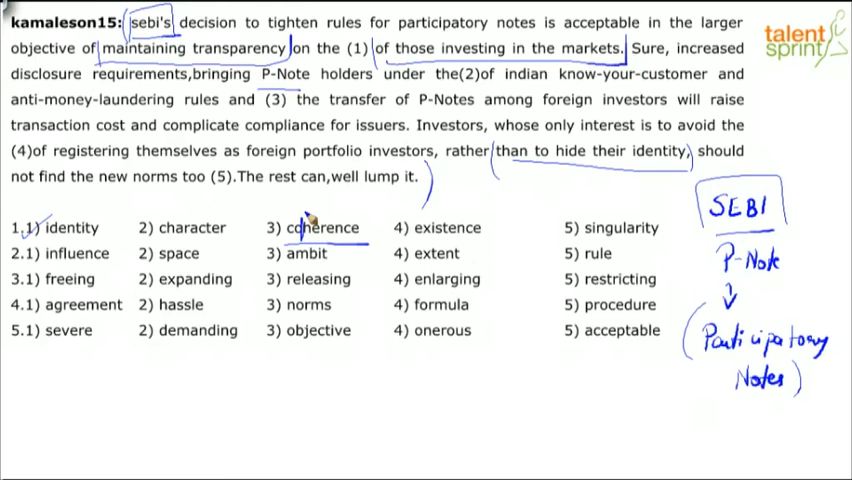 kamaleson15: sebi's decision to tighten rules for participatory notes is acceptable in the larger
objective of maintaining transparency on the (1) of those investing in the markets. Sure, increased
disclosure requirements,bringing P-Note holders under the(2)of indian know-your-customer and
anti-money-laundering rules and (3) the transfer of P-Notes among foreign investors will raise
transaction cost and complicate compliance for issuers. Investors, whose only interest is to avoid the
(4)of registering themselves as foreign portfolio investors, rather than to hide their identity, should
not find the new norms too (5).The rest can,well lump it.
talent
sprint
1.1) identity 2) character 3) coherence 4) existence 5) singularity
2.1) influence 2) space 3) ambit 4) extent 5) rule
3.1) freeing 2) expanding 3) releasing 4) enlarging 5) restricting
4.1) agreement 2) hassle 3) norms 4) formula 5) procedure
5.1) severe 2) demanding 3) objective 4) onerous 5) acceptable
SEBI
P-Note
(Participatory
Notes)